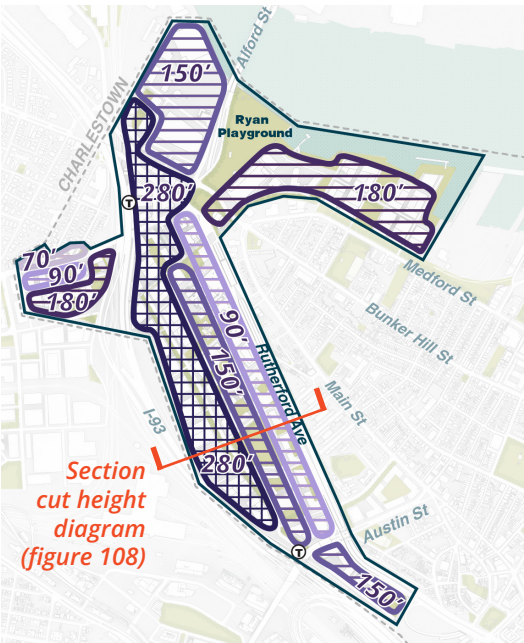 Alford St
150'
CHARLESTOWN
Ryan
Playground
280'
180'
T
70'
90'
180'
Medford St
Bunker Hill St
90'
150'
Rutherford Ave
Main St
I-93
280'
Section
cut height
diagram
(figure 108)
Austin St
T
150'